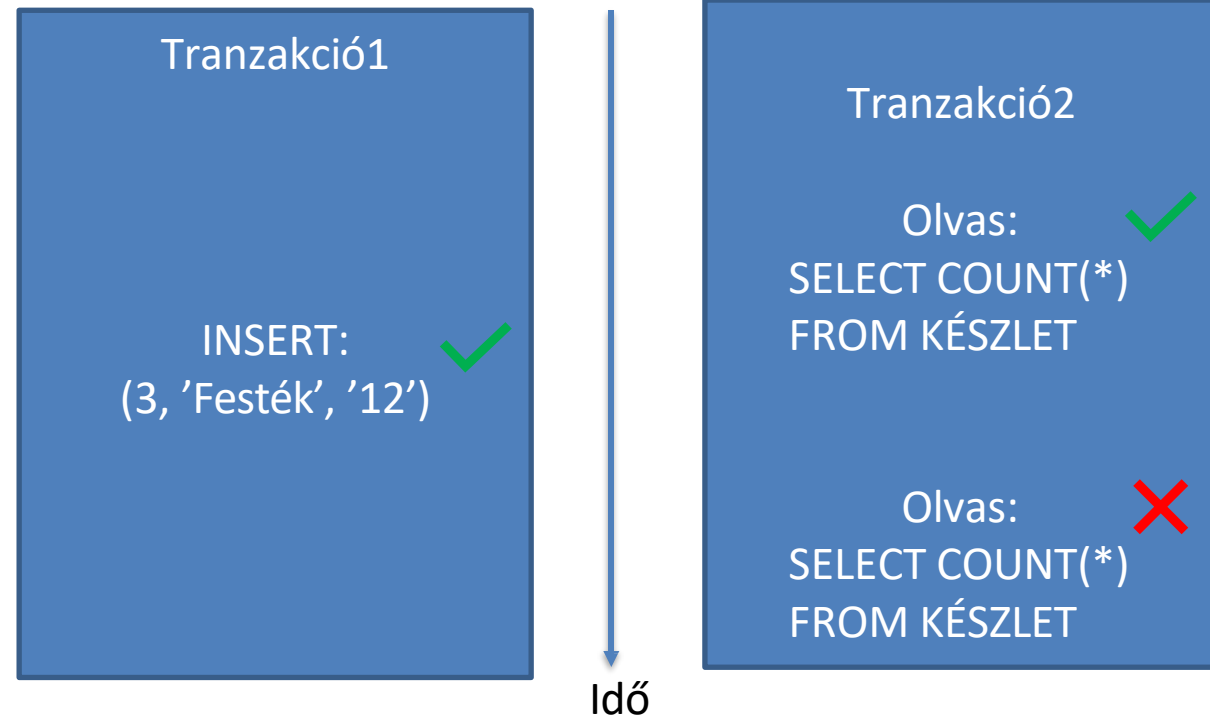 Tranzakció1
INSERT:
(3, ’Festék’, ’12’)
Idő
Tranzakció2
Olvas:
SELECT COUNT(*)
FROM KÉSZLET
Olvas:
SELECT COUNT(*)
FROM KÉSZLET